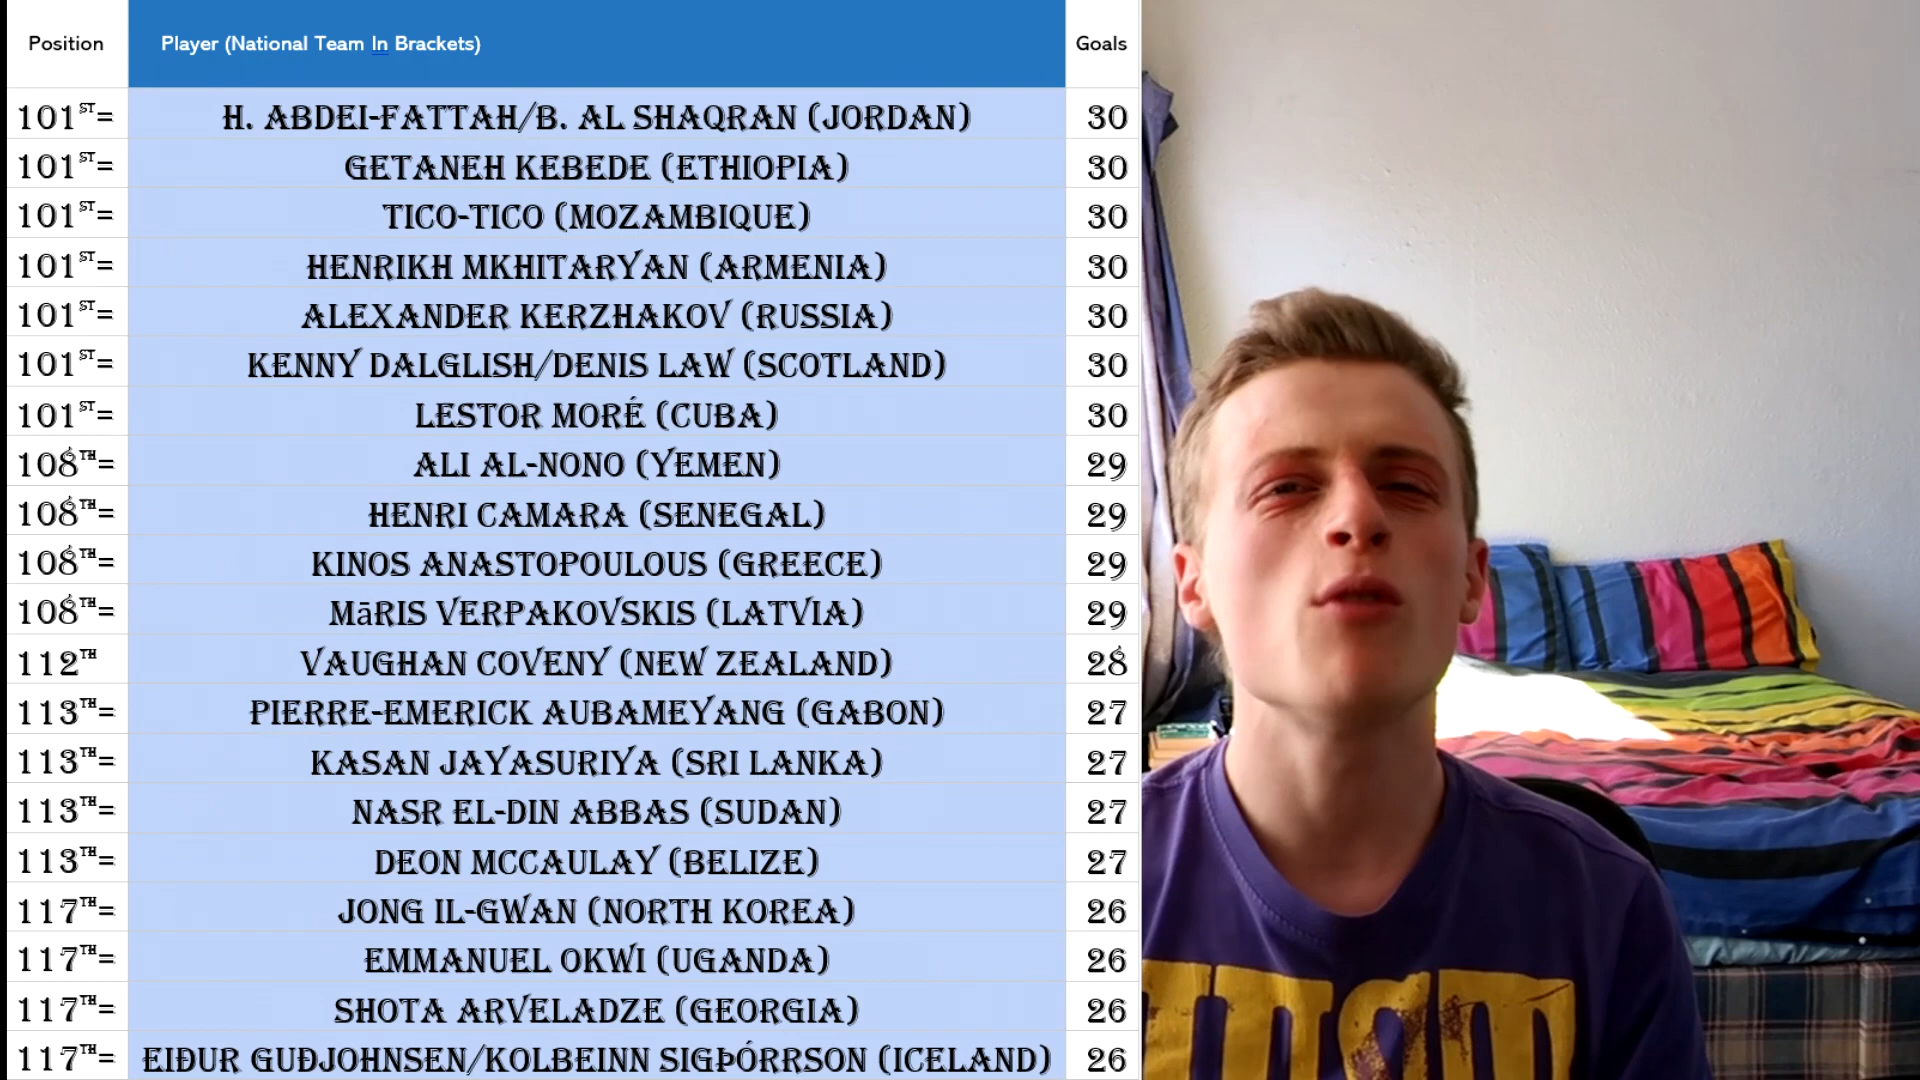 Position Player (National Team In Brackets) Goals
101ST= H. ABDEI-FATTAH/B. AL SHAQRAN (JORDAN) 30
101ST= GETANEH KEBEDE (ETHIOPIA) 30
101ST= TICO-TICO (MOZAMBIQUE) 30
101ST= HENRIKH MKHITARYAN (ARMENIA) 30
101ST= ALEXANDER KERZHAKOV (RUSSIA) 30
101ST= KENNY DALGLISH/DENIS LAW (SCOTLAND) 30
101ST= LESTOR MORÉ (CUBA) 30
108TH= ALI AL-NONO (YEMEN) 29
108TH= HENRI CAMARA (SENEGAL) 29
108TH= KINOS ANASTOPOULOUS (GREECE) 29
108TH= MāRIS VERPAKOVSKIS (LATVIA) 29
112TH VAUGHAN COVENY (NEW ZEALAND) 28
113TH= PIERRE-EMERICK AUBAMEYANG (GABON) 27
113TH= KASAN JAYASURIYA (SRI LANKA) 27
113TH= NASR EL-DIN ABBAS (SUDAN) 27
113TH= DEON MCCAULAY (BELIZE) 27
117TH= JONG IL-GWAN (NORTH KOREA) 26
117TH= EMMANUEL OKWI (UGANDA) 26
117TH= SHOTA ARVELADZE (GEORGIA) 26
117TH= EIÐUR GUÐJOHNSEN/KOLBEINN SIGÞÓRRSON (ICELAND) 26